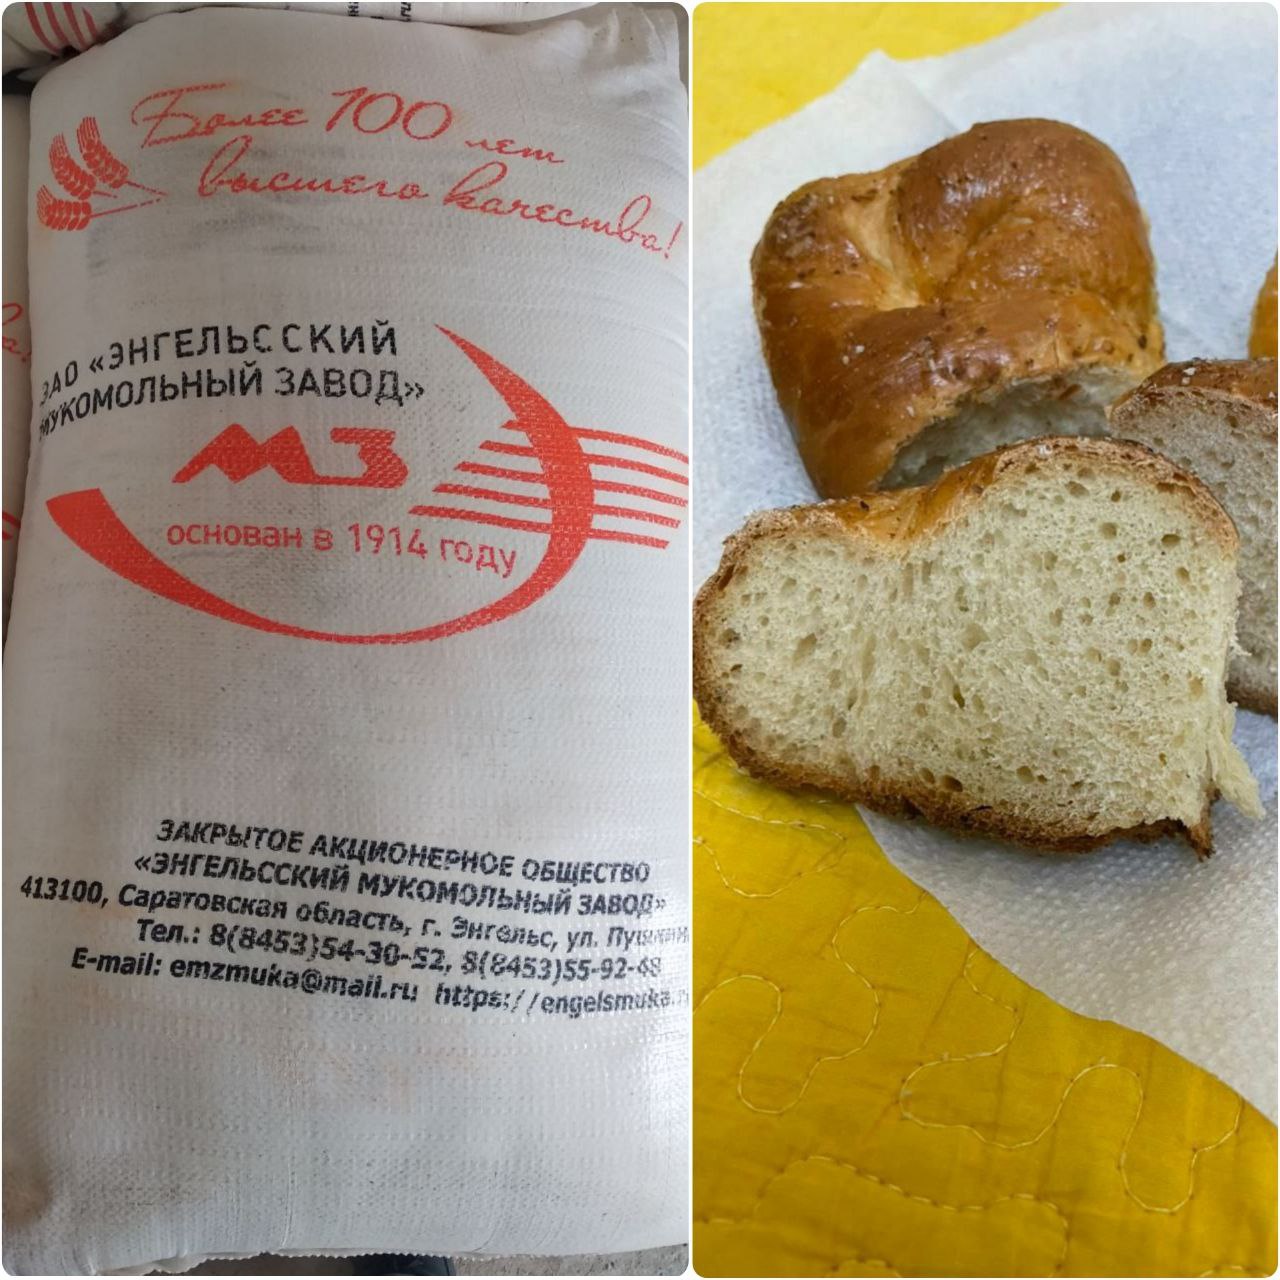 Более 100 лет
высшего качества!
ЗАО «ЭНГЕЛЬССКИЙ
МУКОМОЛЬНЫЙ ЗАВОД»
МЗ
основан в 1914 году
ЗАКРЫТОЕ АКЦИОНЕРНОЕ ОБЩЕСТВО
«ЭНГЕЛЬССКИЙ МУКОМОЛЬНЫЙ ЗАВОД»
413100, Саратовская область, г. Энгельс, ул.
Тел.: 8(8453)54-30-52, 8(8453)55-92-48
E-mail: emzmuka@mail.ru https://engelsmuka.